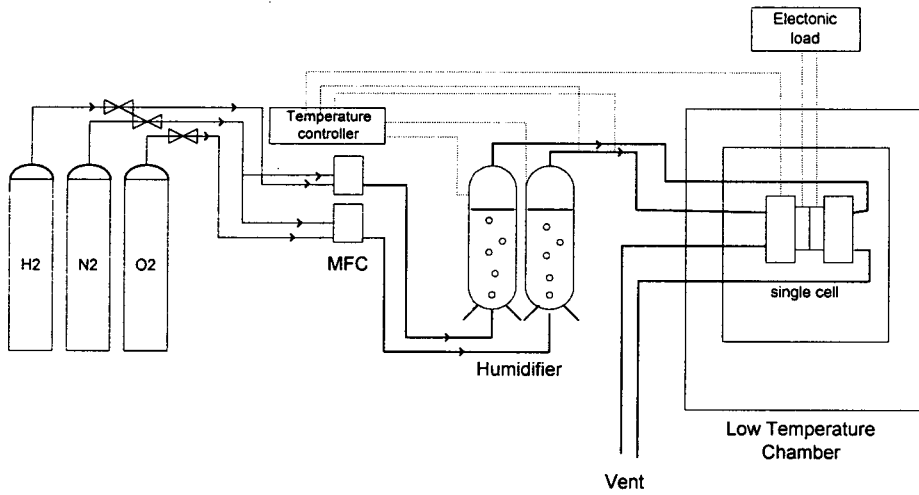 Electonic
load
Temperature
controller
H2
N2
O2
MFC
single cell
Humidifier
Low Temperature
Chamber
Vent